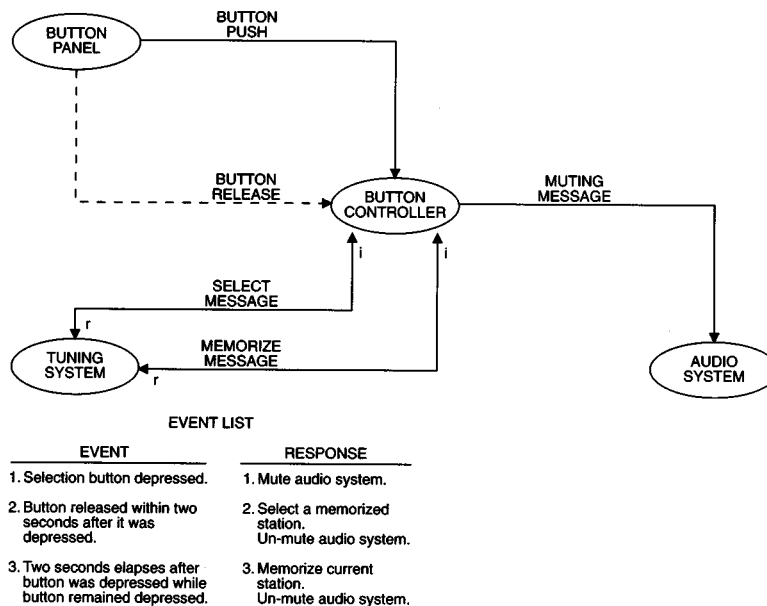 BUTTON
PANEL
BUTTON
PUSH
BUTTON
RELEASE
BUTTON
CONTROLLER
MUTING
MESSAGE
i
i
SELECT
MESSAGE
r
TUNING
SYSTEM
MEMORIZE
MESSAGE
r
AUDIO
SYSTEM
EVENT LIST
EVENT
1. Selection button depressed.
2. Button released within two
seconds after it was
depressed.
3. Two seconds elapses after
button was depressed while
button remained depressed.
RESPONSE
1. Mute audio system.
2. Select a memorized
station.
Un-mute audio system.
3. Memorize current
station.
Un-mute audio system.